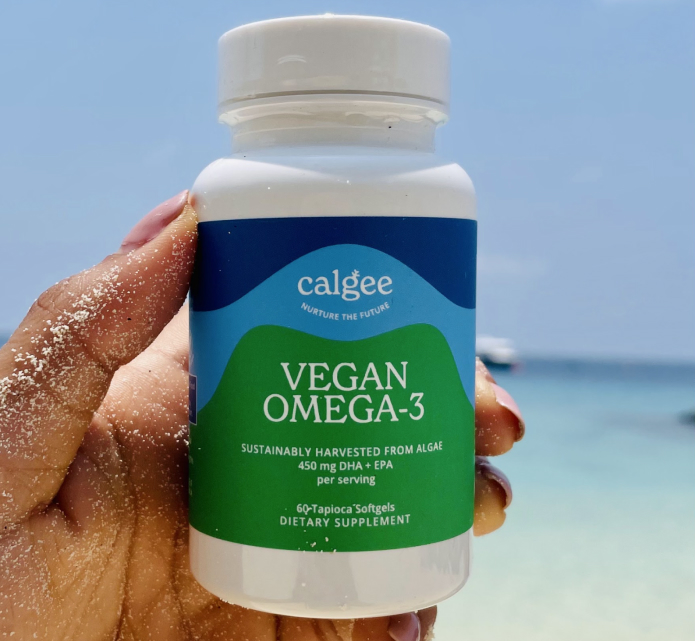 calgee
NURTURE THE FUTURE
VEGAN
OMEGA-3
SUSTAINABLY HARVESTED FROM ALGAE
450 mg DHA + EPA
per serving
60 Tapioca Softgels
DIETARY SUPPLEMENT